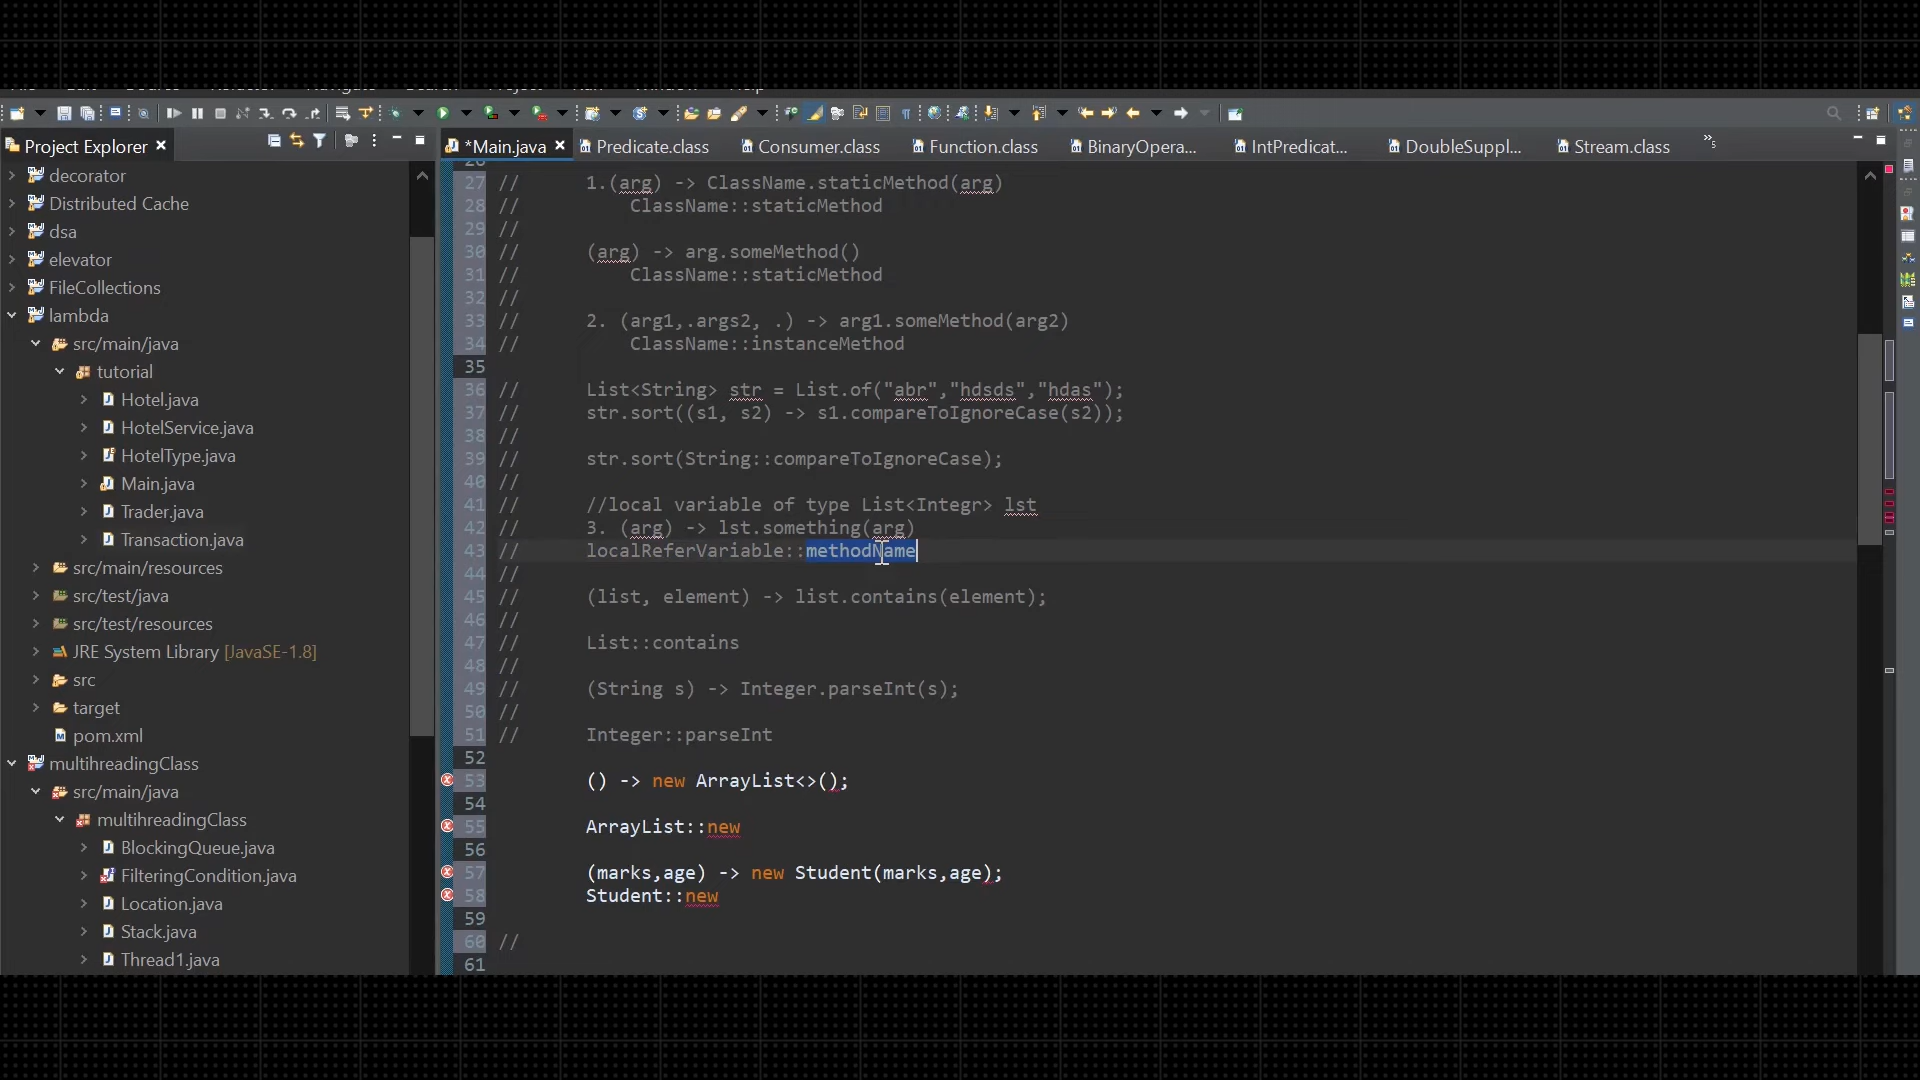 Project Explorer
decorator
Distributed Cache
dsa
elevator
FileCollections
lambda
src/main/java
tutorial
Hotel.java
HotelService.java
HotelType.java
Main.java
Trader.java
Transaction.java
src/main/resources
src/test/java
src/test/resources
JRE System Library [JavaSE-1.8]
src
target
pom.xml
multihreadingClass
src/main/java
multihreadingClass
BlockingQueue.java
FilteringCondition.java
Location.java
Stack.java
Thread1.java
*Main.java Predicate.class Consumer.class Function.class BinaryOpera... IntPredicat... DoubleSuppl... Stream.class »5
27 // 1.(arg) -> ClassName.staticMethod(arg)
28 // ClassName::staticMethod
29 //
30 // (arg) -> arg.someMethod()
31 // ClassName::staticMethod
32 //
33 // 2. (arg1,.args2, .) -> arg1.someMethod(arg2)
34 // ClassName::instanceMethod
35
36 // List<String> str = List.of("abr","hdsds","hdas");
37 // str.sort((s1, s2) -> s1.compareToIgnoreCase(s2));
38 //
39 // str.sort(String::compareToIgnoreCase);
40 //
41 // //local variable of type List<Integr> lst
42 // 3. (arg) -> lst.something(arg)
43 // localReferVariable::methodName
44 //
45 // (list, element) -> list.contains(element);
46 //
47 // List::contains
48 //
49 // (String s) -> Integer.parseInt(s);
50 //
51 // Integer::parseInt
52
53 () -> new ArrayList<>();
54
55 ArrayList::new
56
57 (marks,age) -> new Student(marks,age);
58 Student::new
59
60 //
61